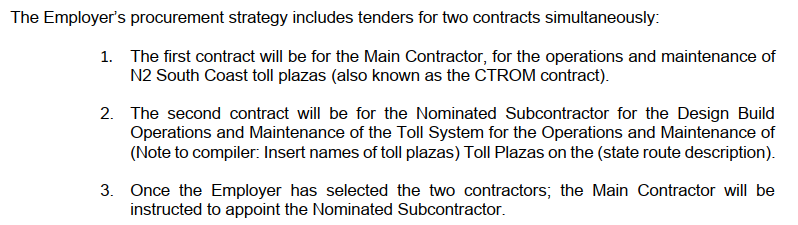 The Employer's procurement strategy includes tenders for two contracts simultaneously:
1. The first contract will be for the Main Contractor, for the operations and maintenance of
N2 South Coast toll plazas (also known as the CTROM contract).
2. The second contract will be for the Nominated Subcontractor for the Design Build
Operations and Maintenance of the Toll System for the Operations and Maintenance of
(Note to compiler: Insert names of toll plazas) Toll Plazas on the (state route description).
3. Once the Employer has selected the two contractors; the Main Contractor will be
instructed to appoint the Nominated Subcontractor.